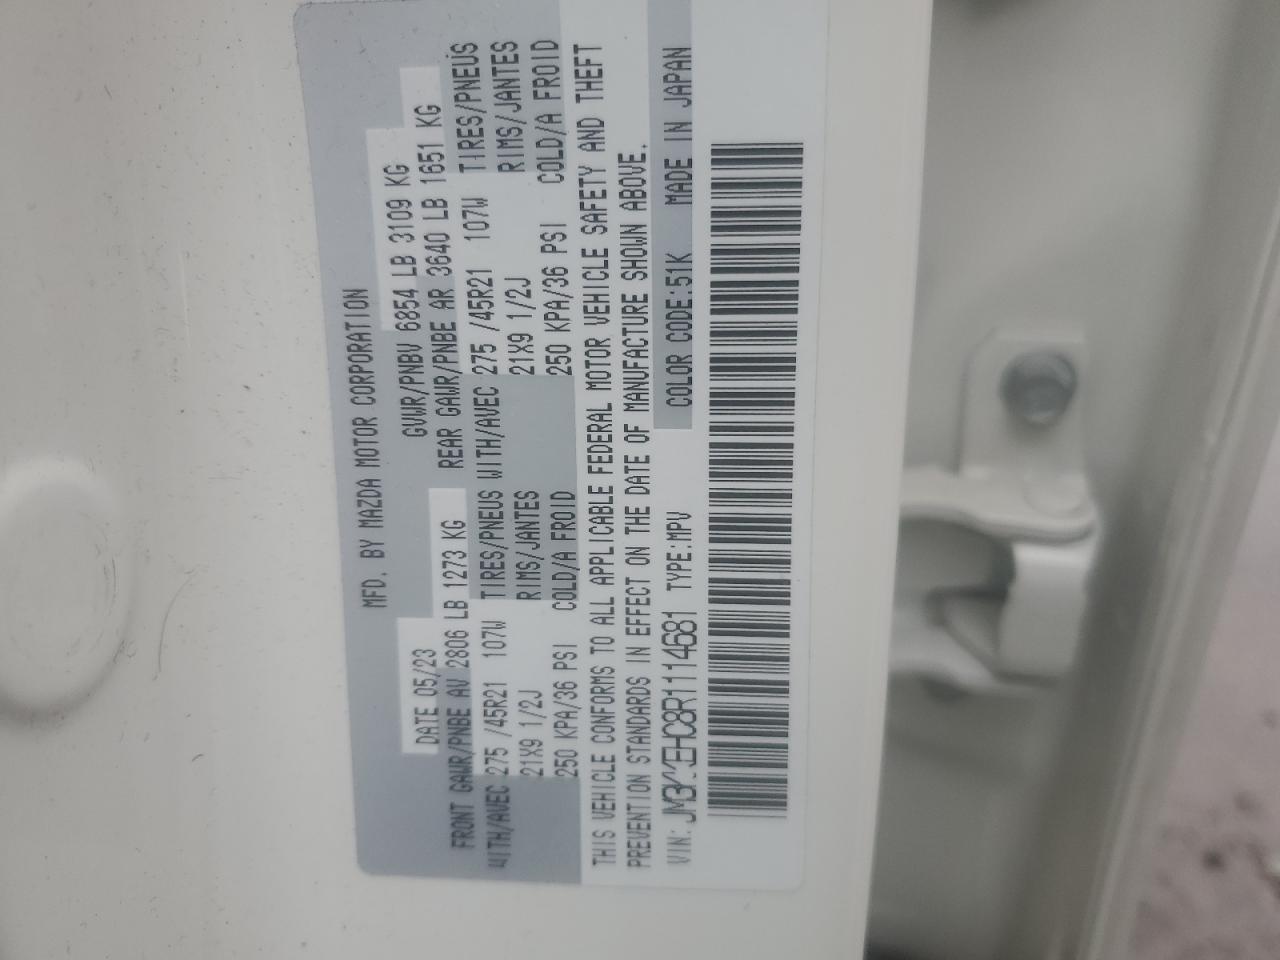 MFD. BY MAZDA MOTOR CORPORATION
DATE 05/23 GVWR/PNBV 6854 LB 3109 KG
FRONT GAWR/PNBE AV 2806 LB 1273 KG REAR GAWR/PNBE AR 3640 LB 1651 KG
WITH/AVEC 275 /45R21 107W TIRES/PNEUS WITH/AVEC 275 /45R21 107W TIRES/PNEUS
21X9 1/2J RIMS/JANTES 21X9 1/2J RIMS/JANTES
250 KPA/36 PSI COLD/A FROID 250 KPA/36 PSI COLD/A FROID
THIS VEHICLE CONFORMS TO ALL APPLICABLE FEDERAL MOTOR VEHICLE SAFETY AND THEFT
PREVENTION STANDARDS IN EFFECT ON THE DATE OF MANUFACTURE SHOWN ABOVE.
VIN: TYPE:MPV COLOR CODE:51K MADE IN JAPAN